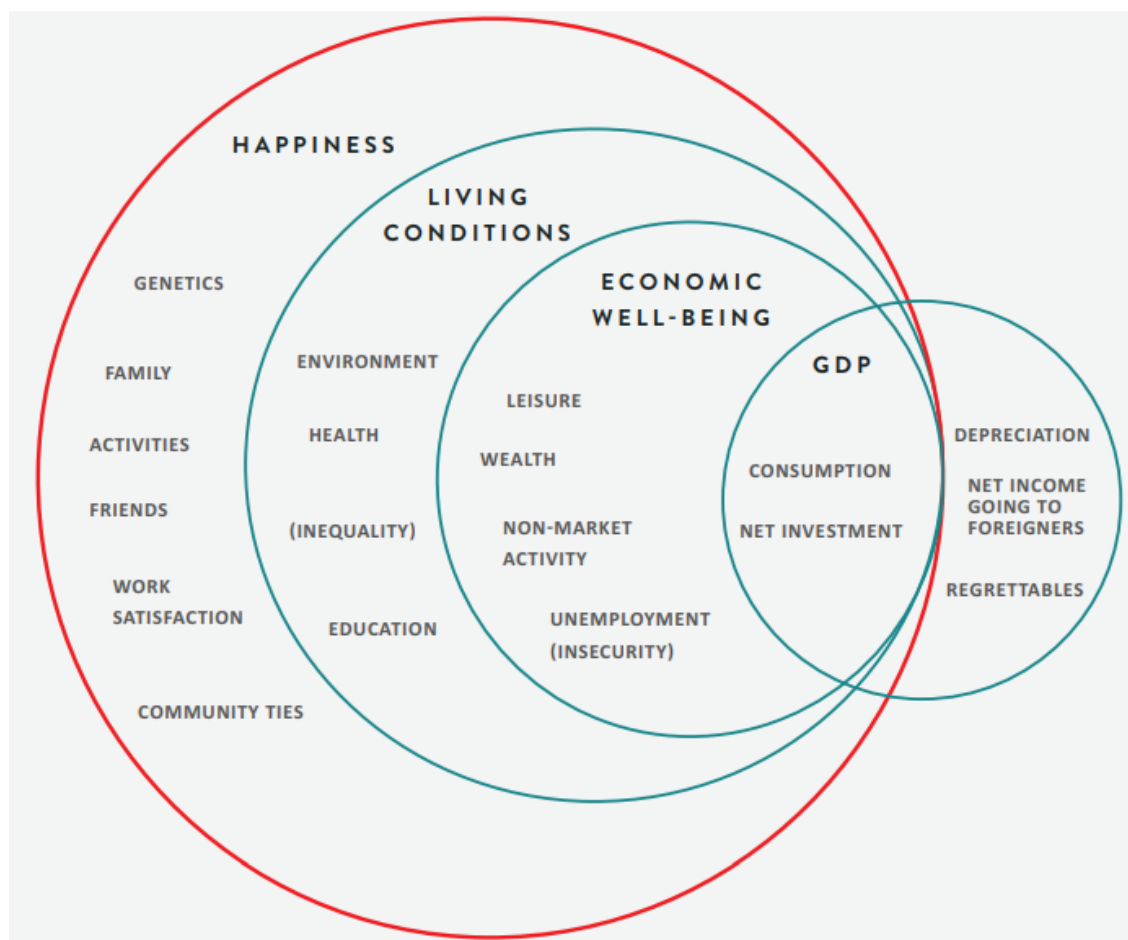 HAPPINESS
LIVING
CONDITIONS
ECONOMIC
WELL-BEING
GDP
GENETICS
FAMILY
ACTIVITIES
FRIENDS
WORK
SATISFACTION
COMMUNITY TIES
ENVIRONMENT
HEALTH
(INEQUALITY)
EDUCATION
LEISURE
WEALTH
NON-MARKET
ACTIVITY
UNEMPLOYMENT
(INSECURITY)
CONSUMPTION
NET INVESTMENT
DEPRECIATION
NET INCOME
GOING TO
FOREIGNERS
REGRETTABLES